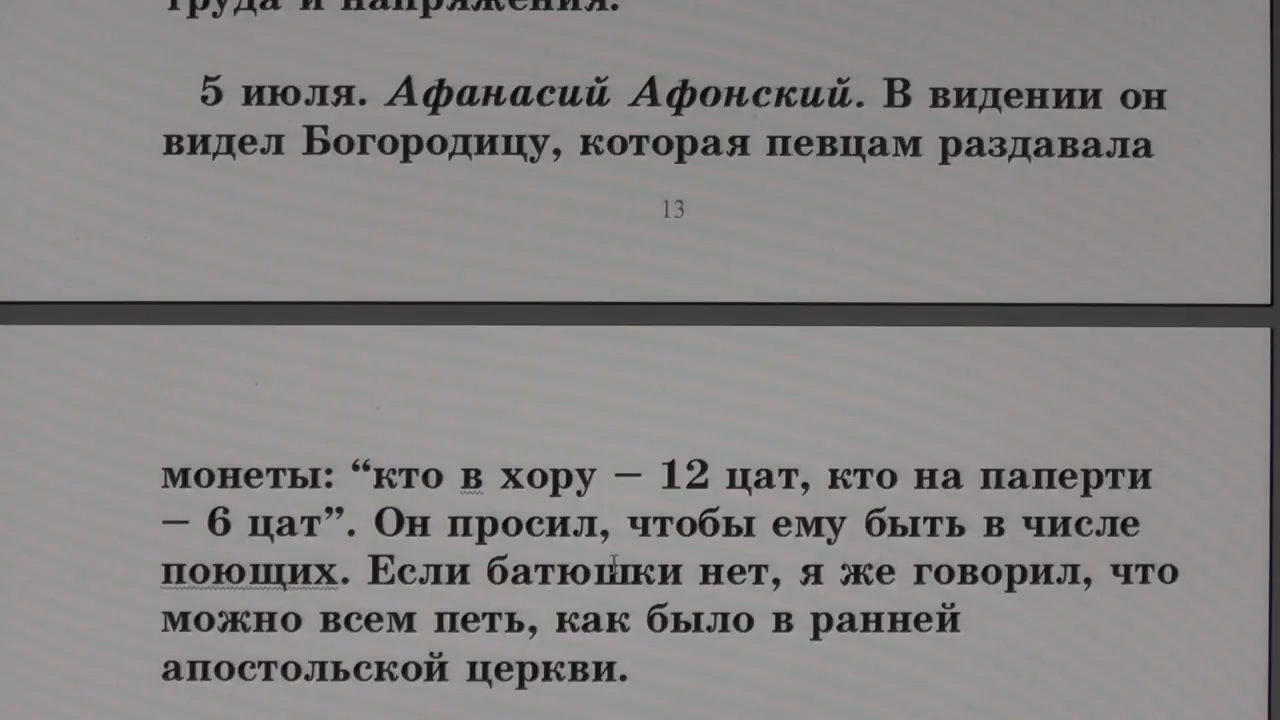 труда и напряжения.
5 июля. Афанасий Афонский. В видении он
видел Богородицу, которая певцам раздавала
13
монеты: “кто в хору – 12 цат, кто на паперти
– 6 цат”. Он просил, чтобы ему быть в числе
поющих. Если батюшки нет, я же говорил, что
можно всем петь, как было в ранней
апостольской церкви.